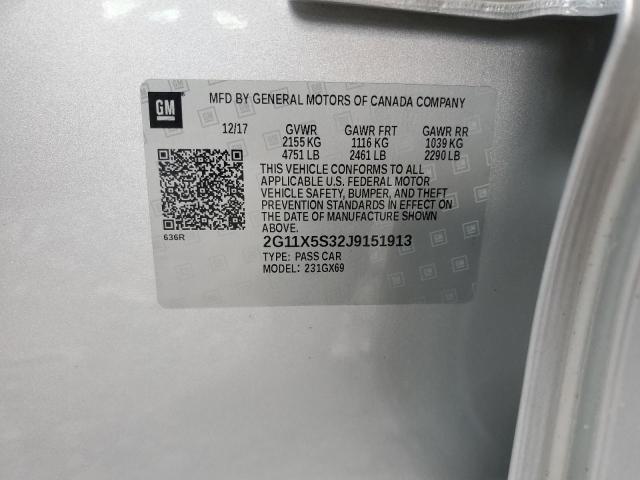 GM
MFD BY GENERAL MOTORS OF CANADA COMPANY
12/17 GVWR GAWR FRT GAWR RR
2155 KG 1116 KG 1039 KG
4751 LB 2461 LB 2290 LB
THIS VEHICLE CONFORMS TO ALL
APPLICABLE U.S. FEDERAL MOTOR
VEHICLE SAFETY, BUMPER, AND THEFT
PREVENTION STANDARDS IN EFFECT ON
THE DATE OF MANUFACTURE SHOWN
ABOVE.
636R
2G11X5S32J9151913
TYPE: PASS CAR
MODEL: 231GX69